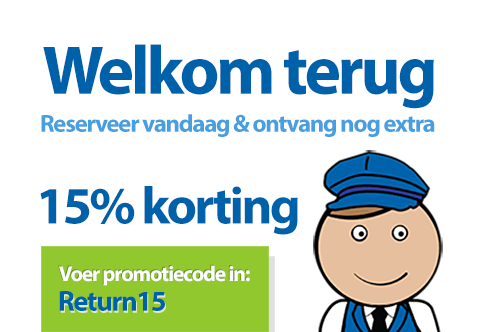 Welkom terug
Reserveer vandaag & ontvang nog extra
15% korting
Voer promotiecode in:
Return15